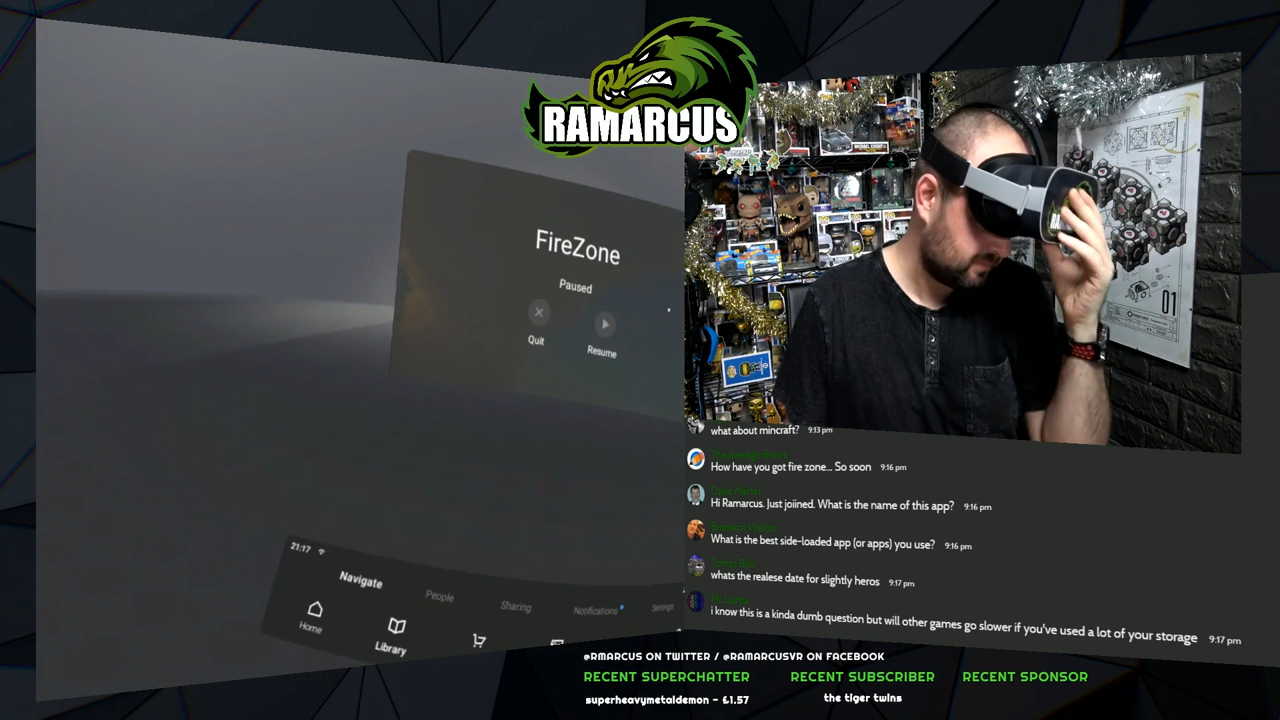 RAMARCUS
FireZone
Paused
Quit
Resume
01
what about mincraft? 9:13 pm
The average drums
How have you got fire zone... So soon 9:16 pm
Hi Ramarcus. Just joiined. What is the name of this app? 9:16 pm
What is the best side-loaded app (or apps) you use? 9:16 pm
whats the realese date for slightly heros 9:17 pm
i know this is a kinda dumb question but will other games go slower if you've used a lot of your storage 9:17 pm
21:17
Navigate
People
Sharing
Notifications
Settings
Home
Library
@RMARCUS ON TWITTER / @RAMARCUSVR ON FACEBOOK
RECENT SUPERCHATTER
RECENT SUBSCRIBER
RECENT SPONSOR
superheavymetaldemon - £1.57
the tiger twins